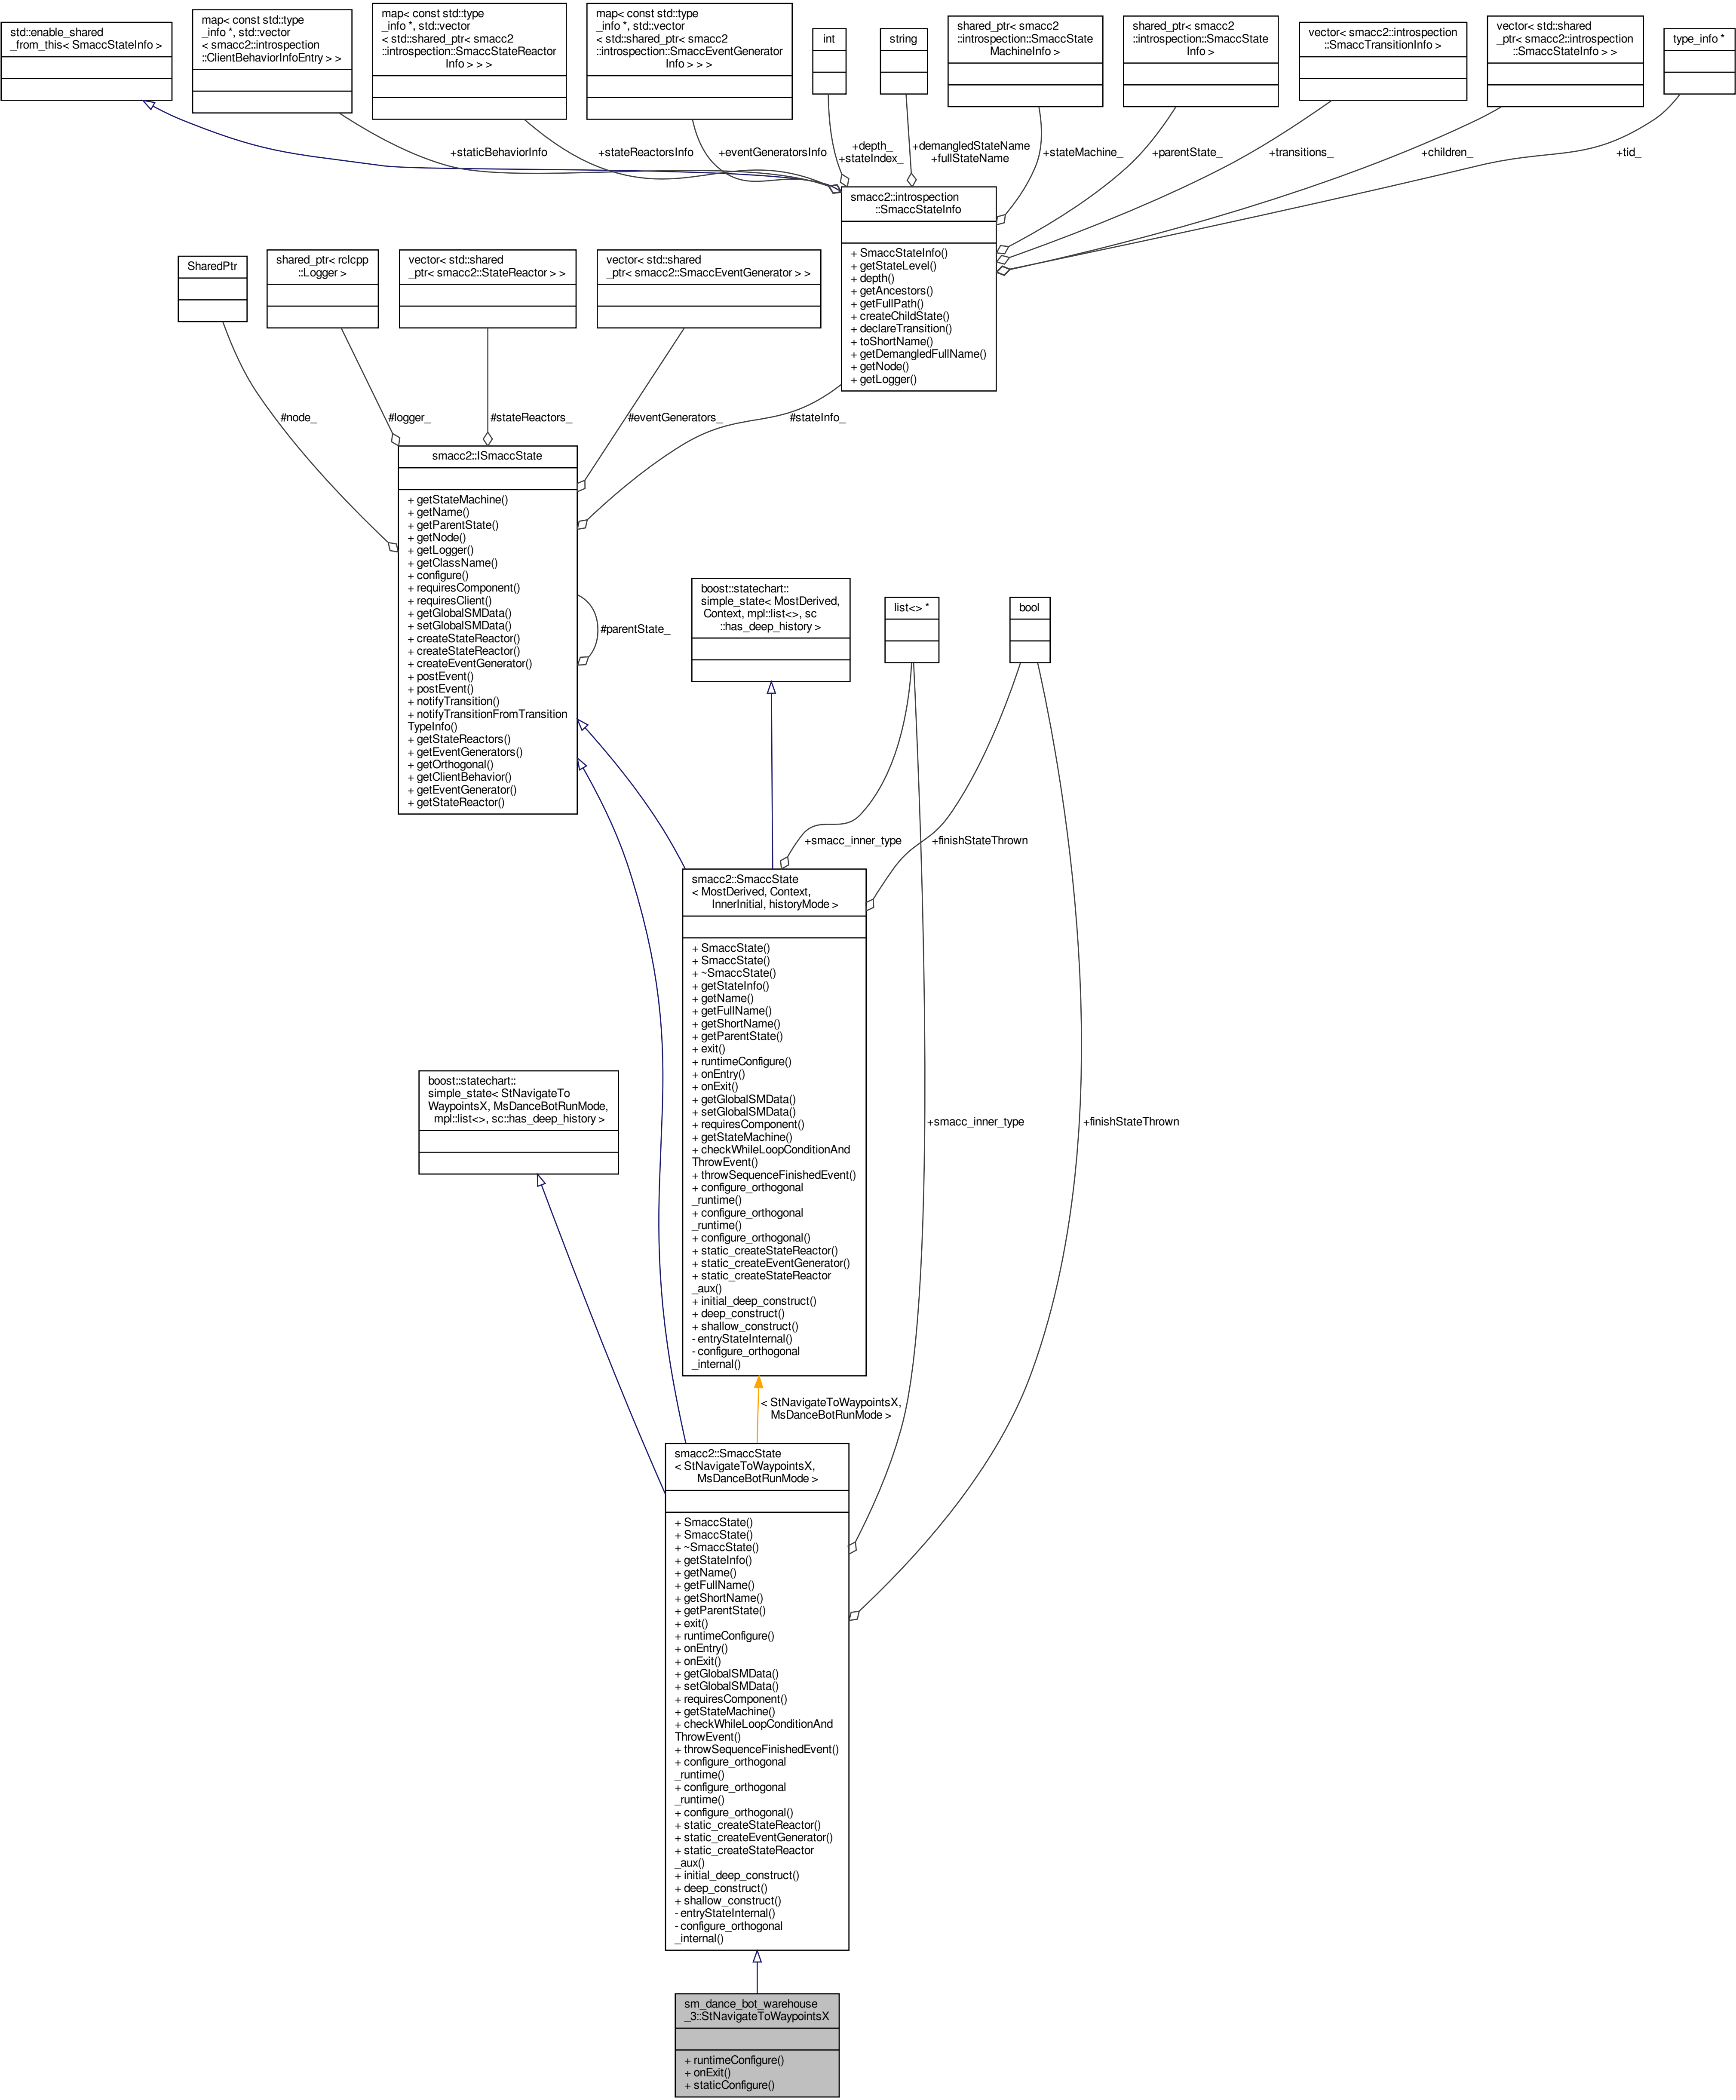 std::enable_shared
_from_this< SmaccStateInfo >
map< const std::type
_info *, std::vector
< smacc2::introspection
::ClientBehaviorInfoEntry > >
map< const std::type
_info *, std::vector
< std::shared_ptr< smacc2
::introspection::SmaccStateReactor
Info > > >
map< const std::type
_info *, std::vector
< std::shared_ptr< smacc2
::introspection::SmaccEventGenerator
Info > > >
int
string
shared_ptr< smacc2
::introspection::SmaccState
MachineInfo >
shared_ptr< smacc2
::introspection::SmaccState
Info >
vector< smacc2::introspection
::SmaccTransitionInfo >
vector< std::shared
_ptr< smacc2::introspection
::SmaccStateInfo > >
type_info *
+staticBehaviorInfo
+stateReactorsInfo
+eventGeneratorsInfo
+depth_
+stateIndex_
+demangledStateName
+fullStateName
+stateMachine_
+parentState_
+transitions_
+children_
+tid_
smacc2::introspection
::SmaccStateInfo
+ SmaccStateInfo()
+ getStateLevel()
+ depth()
+ getAncestors()
+ getFullPath()
+ createChildState()
+ declareTransition()
+ toShortName()
+ getDemangledFullName()
+ getNode()
+ getLogger()
SharedPtr
shared_ptr< rclcpp
::Logger >
vector< std::shared
_ptr< smacc2::StateReactor > >
vector< std::shared
_ptr< smacc2::SmaccEventGenerator > >
#node_
#logger_
#stateReactors_
#eventGenerators_
#stateInfo_
smacc2::ISmaccState
+ getStateMachine()
+ getName()
+ getParentState()
+ getNode()
+ getLogger()
+ getClassName()
+ configure()
+ requiresComponent()
+ requiresClient()
+ getGlobalSMData()
+ setGlobalSMData()
+ createStateReactor()
+ createStateReactor()
+ createEventGenerator()
+ postEvent()
+ postEvent()
+ notifyTransition()
+ notifyTransitionFromTransition
TypeInfo()
+ getStateReactors()
+ getEventGenerators()
+ getOrthogonal()
+ getClientBehavior()
+ getEventGenerator()
+ getStateReactor()
#parentState_
boost::statechart::
simple_state< MostDerived,
Context, mpl::list<>, sc
::has_deep_history >
list<> *
bool
+smacc_inner_type
+finishStateThrown
smacc2::SmaccState
< MostDerived, Context,
InnerInitial, historyMode >
+ SmaccState()
+ SmaccState()
+ ~SmaccState()
+ getStateInfo()
+ getName()
+ getFullName()
+ getShortName()
+ getParentState()
+ exit()
+ runtimeConfigure()
+ onEntry()
+ onExit()
+ getGlobalSMData()
+ setGlobalSMData()
+ requiresComponent()
+ getStateMachine()
+ checkWhileLoopConditionAnd
ThrowEvent()
+ throwSequenceFinishedEvent()
+ configure_orthogonal
_runtime()
+ configure_orthogonal
_runtime()
+ configure_orthogonal()
+ static_createStateReactor()
+ static_createEventGenerator()
+ static_createStateReactor
_aux()
+ initial_deep_construct()
+ deep_construct()
+ shallow_construct()
- entryStateInternal()
- configure_orthogonal
_internal()
boost::statechart::
simple_state< StNavigateTo
WaypointsX, MsDanceBotRunMode,
mpl::list<>, sc::has_deep_history >
+smacc_inner_type
+finishStateThrown
< StNavigateToWaypointsX,
MsDanceBotRunMode >
smacc2::SmaccState
< StNavigateToWaypointsX,
MsDanceBotRunMode >
+ SmaccState()
+ SmaccState()
+ ~SmaccState()
+ getStateInfo()
+ getName()
+ getFullName()
+ getShortName()
+ getParentState()
+ exit()
+ runtimeConfigure()
+ onEntry()
+ onExit()
+ getGlobalSMData()
+ setGlobalSMData()
+ requiresComponent()
+ getStateMachine()
+ checkWhileLoopConditionAnd
ThrowEvent()
+ throwSequenceFinishedEvent()
+ configure_orthogonal
_runtime()
+ configure_orthogonal
_runtime()
+ configure_orthogonal()
+ static_createStateReactor()
+ static_createEventGenerator()
+ static_createStateReactor
_aux()
+ initial_deep_construct()
+ deep_construct()
+ shallow_construct()
- entryStateInternal()
- configure_orthogonal
_internal()
sm_dance_bot_warehouse
_3::StNavigateToWaypointsX
+ runtimeConfigure()
+ onExit()
+ staticConfigure()